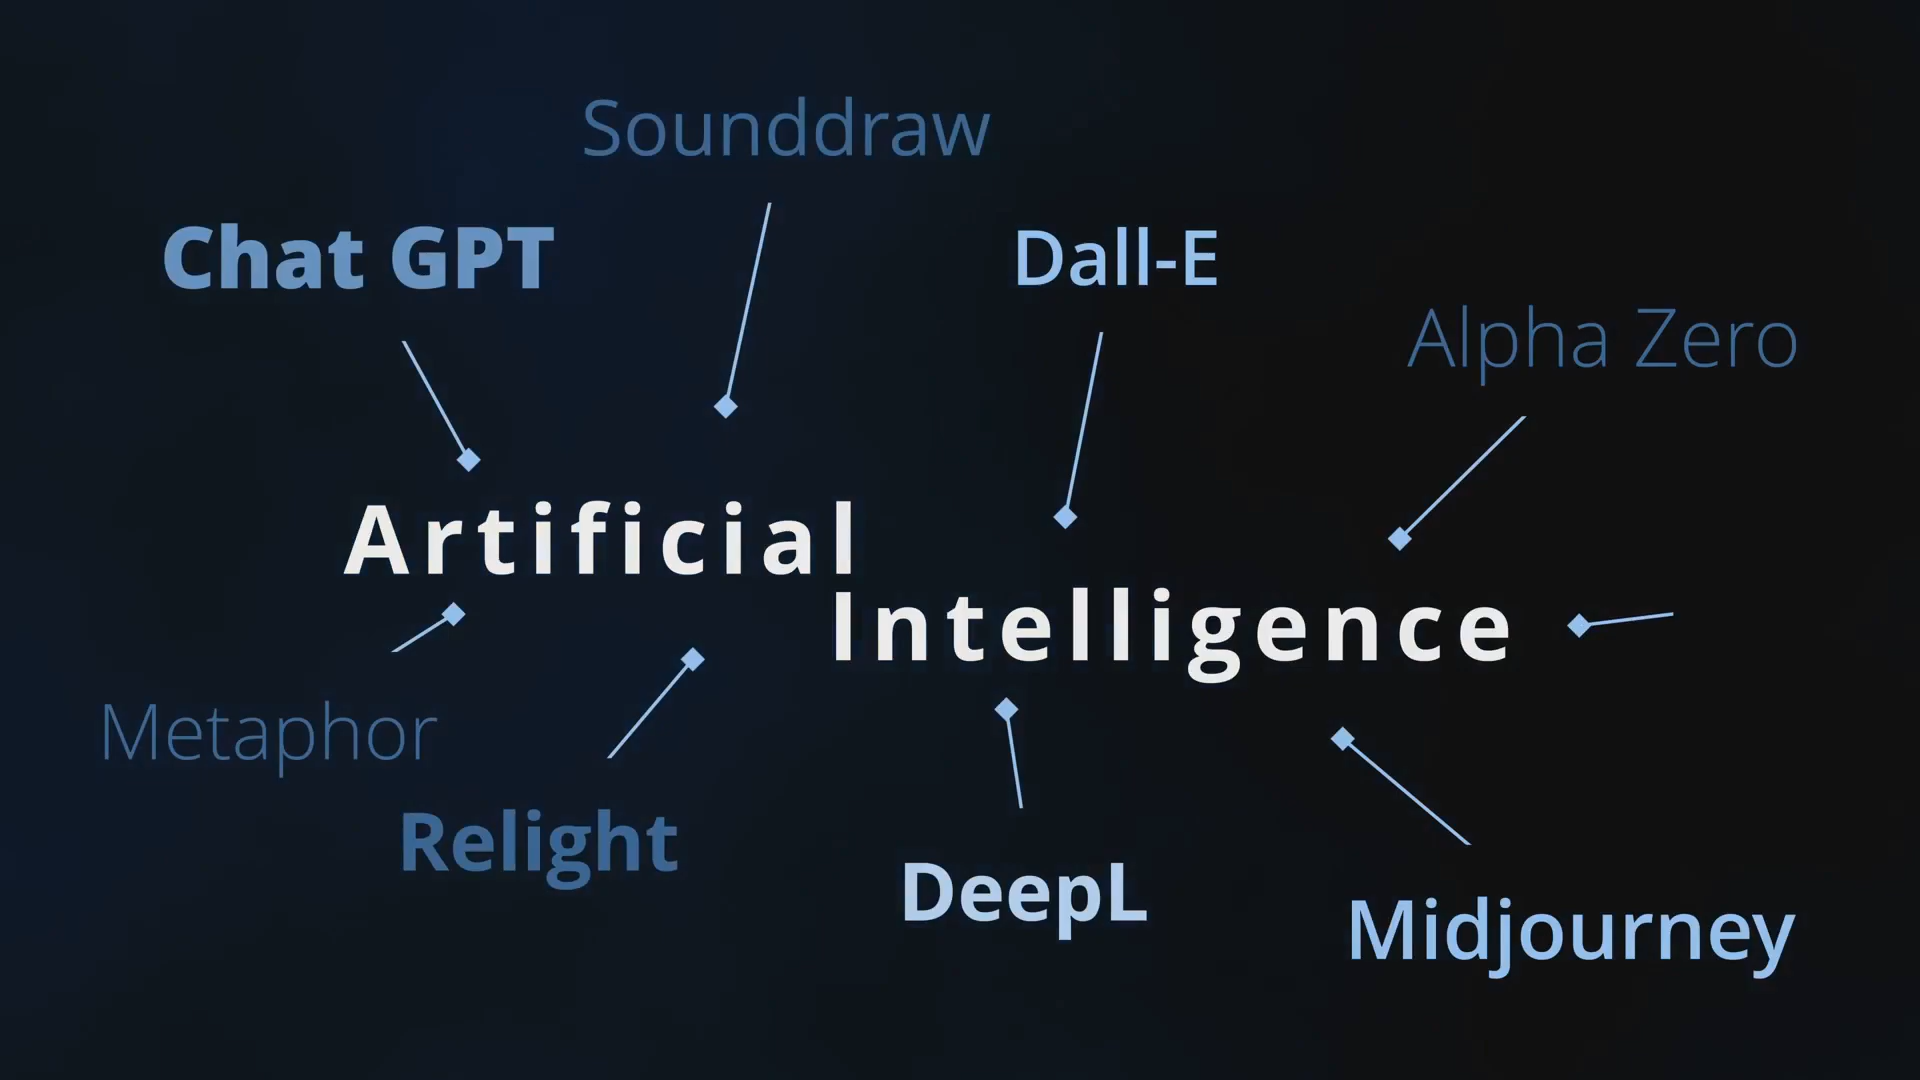 Sounddraw
Chat GPT
Dall-E
Alpha Zero
Artificial
Intelligence
Metaphor
Relight
DeepL
Midjourney